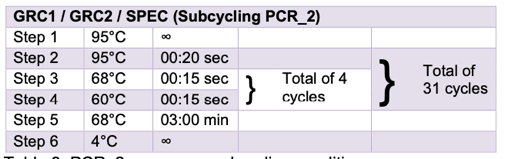 GRC1 / GRC2 / SPEC (Subcycling PCR_2)
Step 1 95°C ∞
Step 2 95°C 00:20 sec
Step 3 68°C 00:15 sec } Total of 4
Step 4 60°C 00:15 sec cycles } Total of
31 cycles
Step 5 68°C 03:00 min
Step 6 4°C ∞